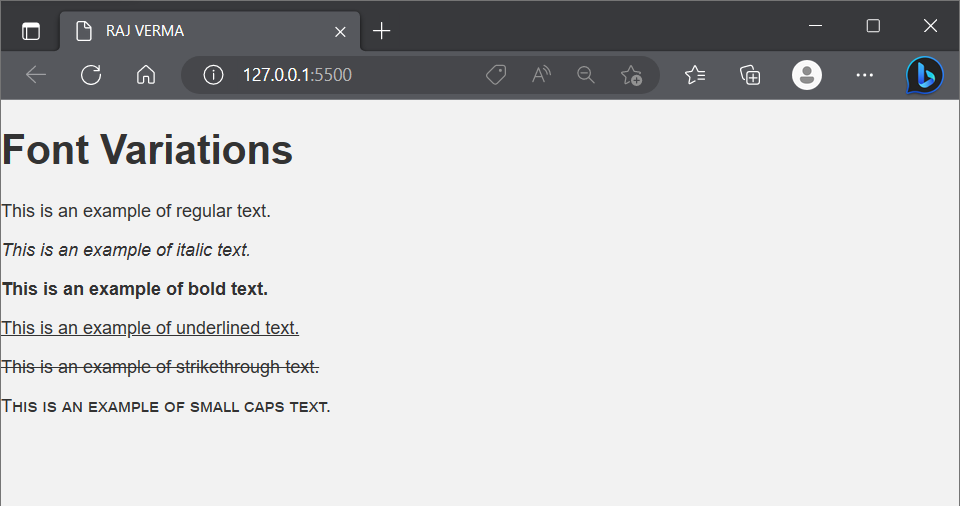 RAJ VERMA
127.0.0.1:5500
Font Variations
This is an example of regular text.
This is an example of italic text.
This is an example of bold text.
This is an example of underlined text.
This is an example of strikethrough text.
This is an example of small caps text.